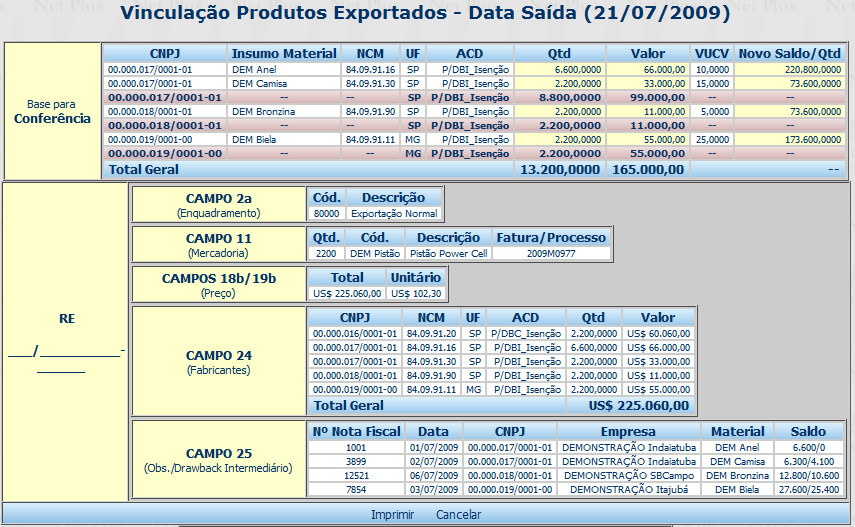 Vinculação Produtos Exportados - Data Saída (21/07/2009)
Base para
Conferência
CNPJ Insumo Material NCM UF ACD Qtd Valor VUCV Novo Saldo/Qtd
00.000.017/0001-01 DEM Anel 84.09.91.16 SP P/DBI_Isenção 6.600,0000 66.000,00 10,0000 220.800,0000
00.000.017/0001-01 DEM Camisa 84.09.91.30 SP P/DBI_Isenção 2.200,0000 33.000,00 15,0000 73.600,0000
00.000.017/0001-01 -- -- SP P/DBI_Isenção 8.800,0000 99.000,00
00.000.018/0001-01 DEM Bronzina 84.09.91.90 SP P/DBI_Isenção 2.200,0000 11.000,00 5,0000 73.600,0000
00.000.018/0001-01 -- -- SP P/DBI_Isenção 2.200,0000 11.000,00
00.000.019/0001-00 DEM Biela 84.09.91.11 MG P/DBI_Isenção 2.200,0000 55.000,00 25,0000 173.600,0000
00.000.019/0001-00 -- -- MG P/DBI_Isenção 2.200,0000 55.000,00
Total Geral 13.200,0000 165.000,00 --
RE
___/___________-
_______
CAMPO 2a
(Enquadramento)
Cód. Descrição
80000 Exportação Normal
CAMPO 11
(Mercadoria)
Qtd. Cód. Descrição Fatura/Processo
2200 DEM Pistão Pistão Power Cell 2009M0977
CAMPOS 18b/19b
(Preço)
Total Unitário
US$ 225.060,00 US$ 102,30
CAMPO 24
(Fabricantes)
CNPJ NCM UF ACD Qtd Valor
00.000.016/0001-01 84.09.91.20 SP P/DBC_Isenção 2.200,0000 US$ 60.060,00
00.000.017/0001-01 84.09.91.16 SP P/DBI_Isenção 6.600,0000 US$ 66.000,00
00.000.017/0001-01 84.09.91.30 SP P/DBI_Isenção 2.200,0000 US$ 33.000,00
00.000.018/0001-01 84.09.91.90 SP P/DBI_Isenção 2.200,0000 US$ 11.000,00
00.000.019/0001-00 84.09.91.11 MG P/DBI_Isenção 2.200,0000 US$ 55.000,00
Total Geral US$ 225.060,00
CAMPO 25
(Obs./Drawback Intermediário)
Nº Nota Fiscal Data CNPJ Empresa Material Saldo
1001 01/07/2009 00.000.017/0001-01 DEMONSTRAÇÃO Indaiatuba DEM Anel 6.600/0
3899 02/07/2009 00.000.017/0001-01 DEMONSTRAÇÃO Indaiatuba DEM Camisa 6.300/4.100
12521 06/07/2009 00.000.018/0001-01 DEMONSTRAÇÃO SBCampo DEM Bronzina 12.800/10.600
7854 03/07/2009 00.000.019/0001-00 DEMONSTRAÇÃO Itajubá DEM Biela 27.600/25.400
Imprimir Cancelar